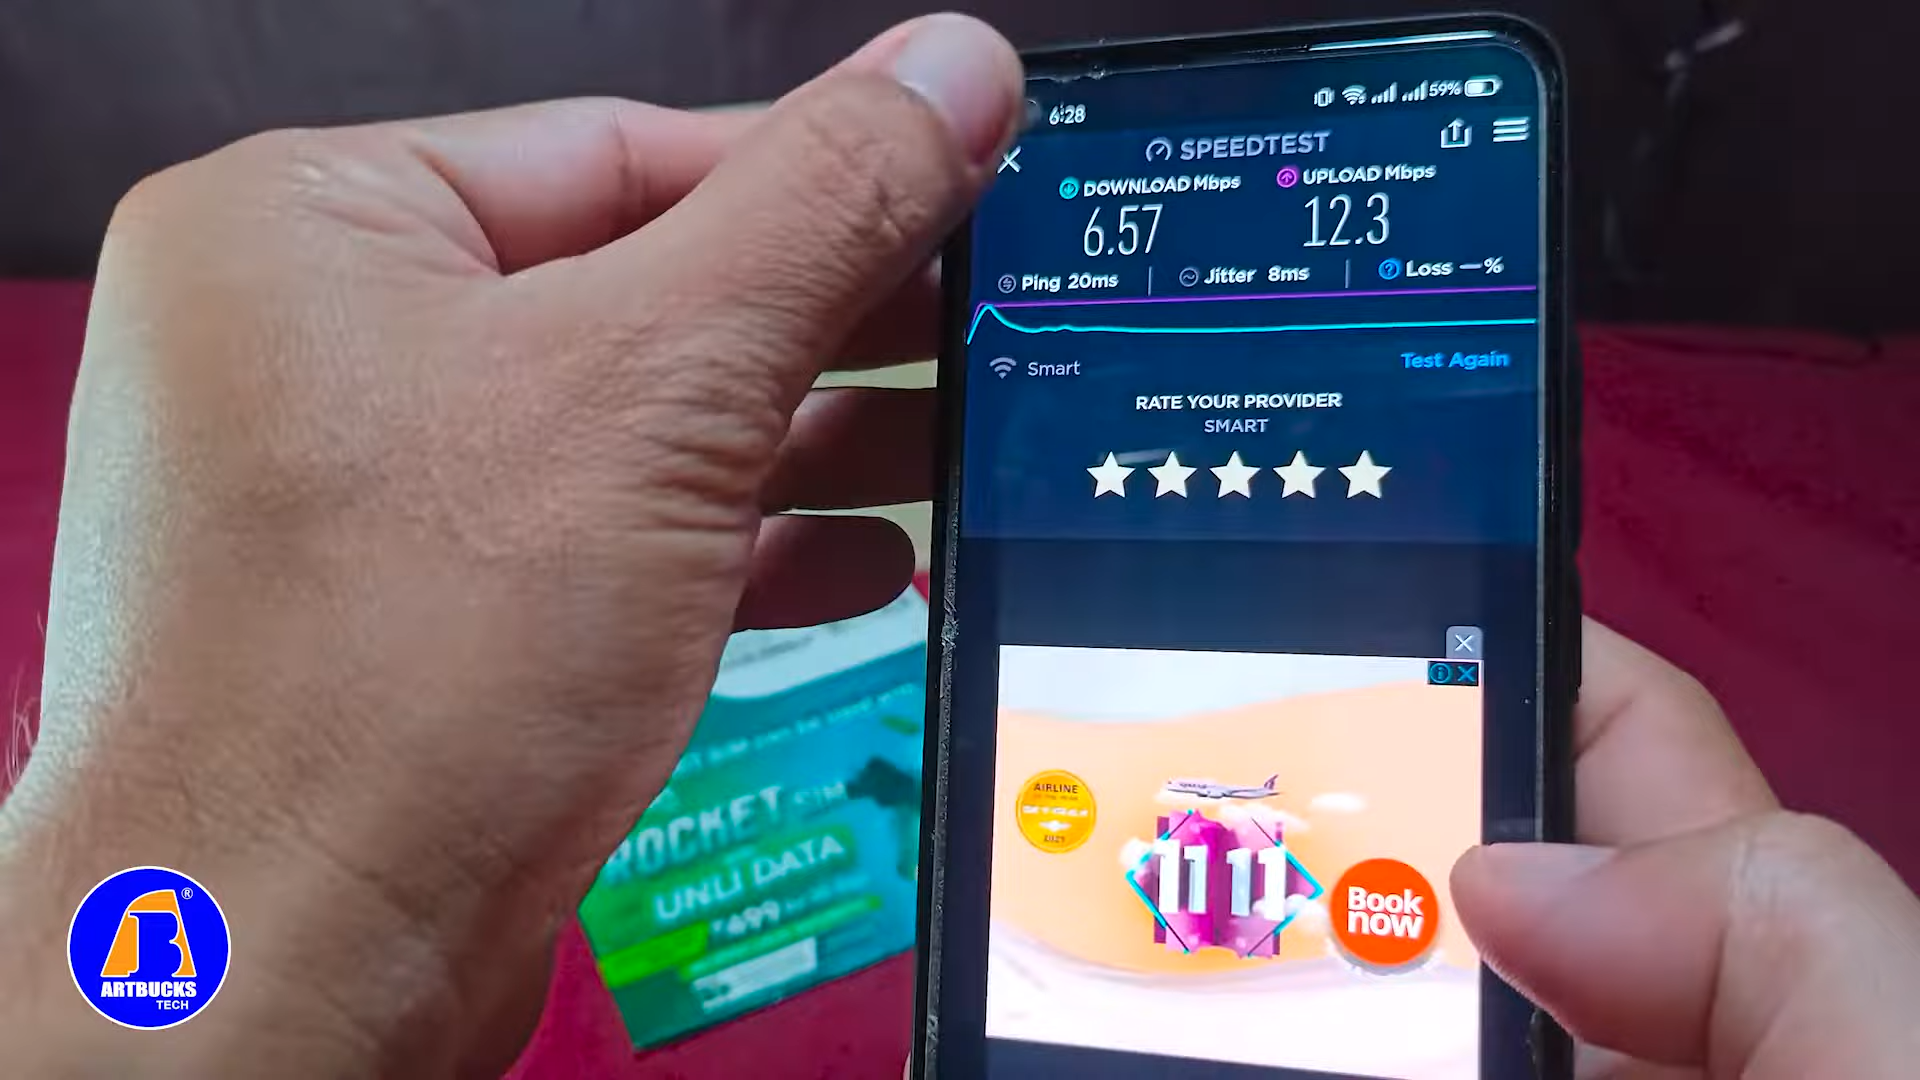 6:28
59%
SPEEDTEST
DOWNLOAD Mbps
UPLOAD Mbps
6.57
12.3
Ping 20ms
Jitter 8ms
Loss —%
Smart
Test Again
RATE YOUR PROVIDER
SMART
AIRLINE
11 11
Book
now
ROCKET SIM
UNLI DATA
₱499
ARTBUCKS
TECH
®